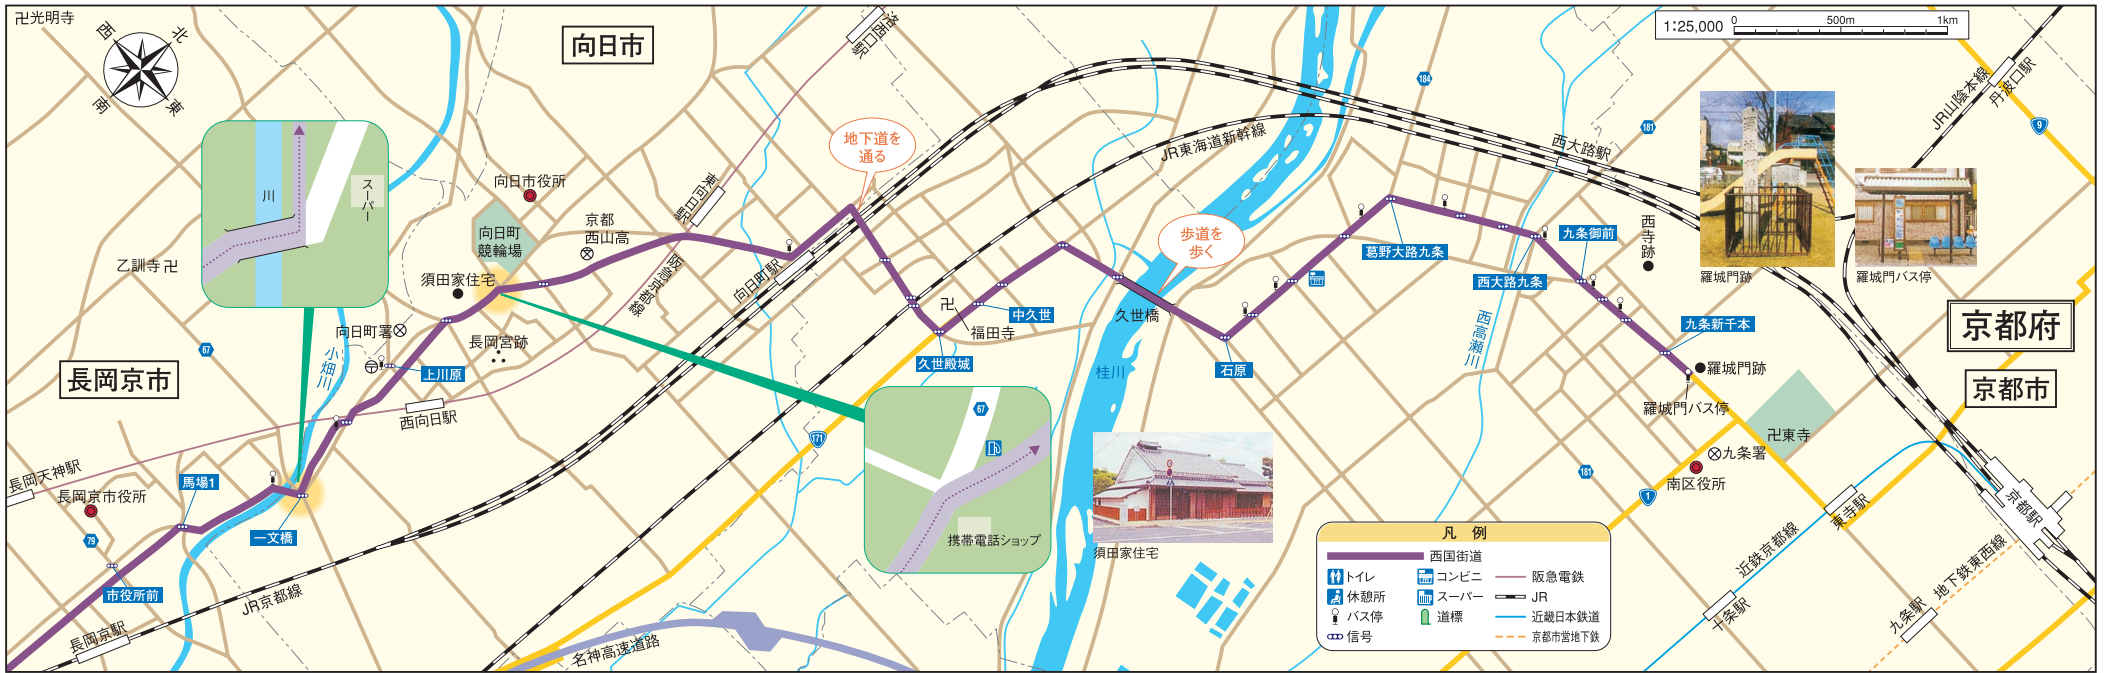 卍光明寺
西
北
南
東
向日市
洛西口駅
1:25,000
0
500m
1km
184
181
9
JR山陰本線
丹波口駅
西大路駅
JR東海道新幹線
地下道を
通る
川
スーパー
向日市役所
東向日駅
京都
西山高
向日町
競輪場
乙訓寺卍
須田家住宅
阪急京都線
向日町駅
歩道を
歩く
葛野大路九条
九条御前
西大路九条
西寺跡
羅城門跡
羅城門バス停
京都府
京都市
向日町署
長岡宮跡
小畑川
67
長岡京市
上川原
西向日駅
卍
福田寺
中久世
久世殿城
久世橋
桂川
石原
西高瀬川
九条新千本
羅城門跡
羅城門バス停
卍東寺
九条署
南区役所
181
1
171
67
携帯電話ショップ
須田家住宅
長岡天神駅
長岡京市役所
馬場1
79
一文橋
市役所前
JR京都線
長岡京駅
名神高速道路
京都駅
東寺駅
近鉄京都線
十条駅
地下鉄東西線
九条駅
凡例
西国街道
トイレ
コンビニ
阪急電鉄
休憩所
スーパー
JR
バス停
道標
近畿日本鉄道
信号
京都市営地下鉄